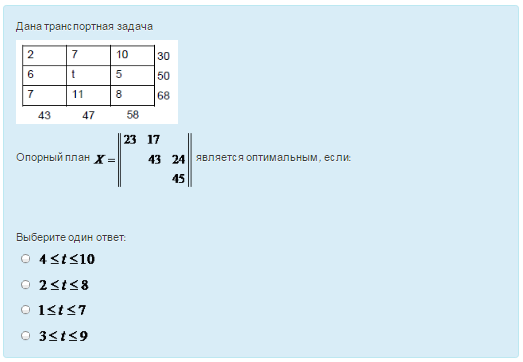 Дана транспортная задача
2 7 10 30
6 t 5 50
7 11 8 68
43 47 58
Опорный план X = 23 17 является оптимальным, если:
43 24
45
Выберите один ответ:
4 ≤ t ≤ 10
2 ≤ t ≤ 8
1 ≤ t ≤ 7
3 ≤ t ≤ 9